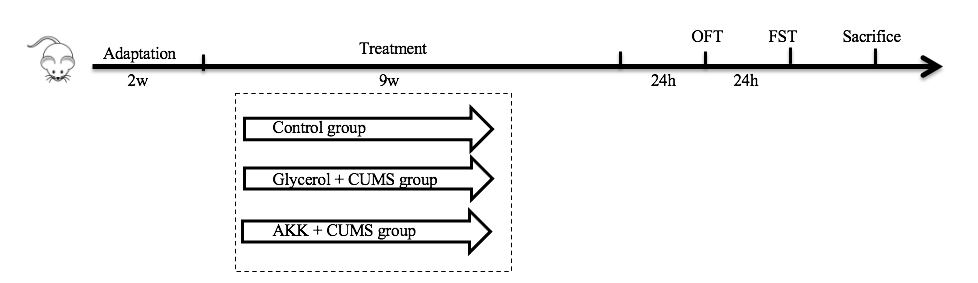 OFT FST Sacrifice
Adaptation Treatment
2w 9w 24h 24h
Control group
Glycerol + CUMS group
AKK + CUMS group